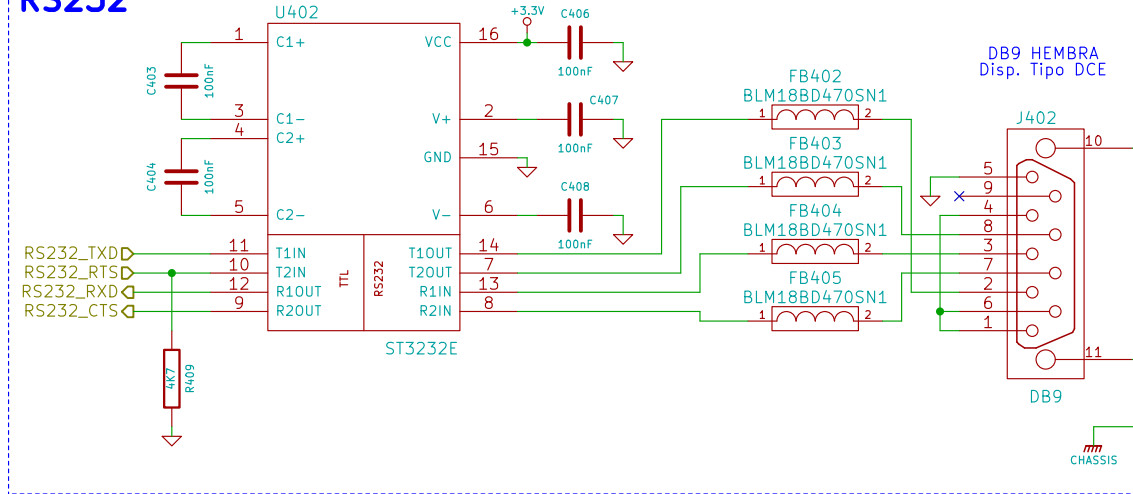 RS232
U402
+3.3V
C406
100nF
1 C1+
VCC 16
C403
100nF
3 C1-
4 C2+
V+ 2
C407
100nF
GND 15
C404
100nF
5 C2-
V- 6
C408
100nF
RS232_TXD 11 T1IN
T1OUT 14
RS232_RTS 10 T2IN
T2OUT 7
RS232_RXD 12 R1OUT
R1IN 13
RS232_CTS 9 R2OUT
R2IN 8
TTL
RS232
ST3232E
4K7
R409
FB402
BLM18BD470SN1
1 2
FB403
BLM18BD470SN1
1 2
FB404
BLM18BD470SN1
1 2
FB405
BLM18BD470SN1
1 2
DB9 HEMBRA
Disp. Tipo DCE
J402
10
5
9
4
8
3
7
2
6
1
11
DB9
CHASSIS